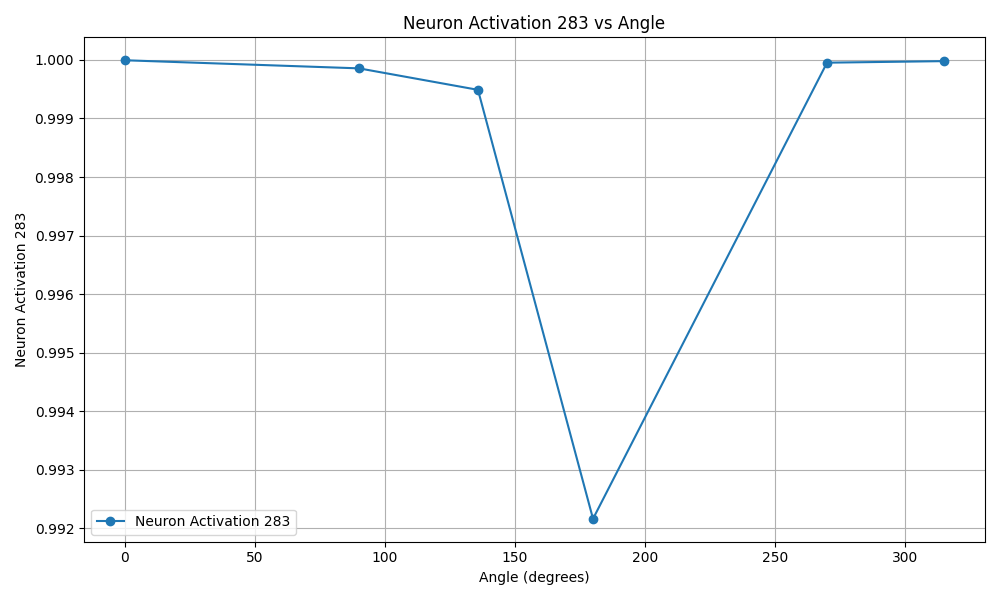 Neuron Activation 283 vs Angle
Neuron Activation 283
1.000
0.999
0.998
0.997
0.996
0.995
0.994
0.993
0.992
Neuron Activation 283
0 50 100 150 200 250 300
Angle (degrees)